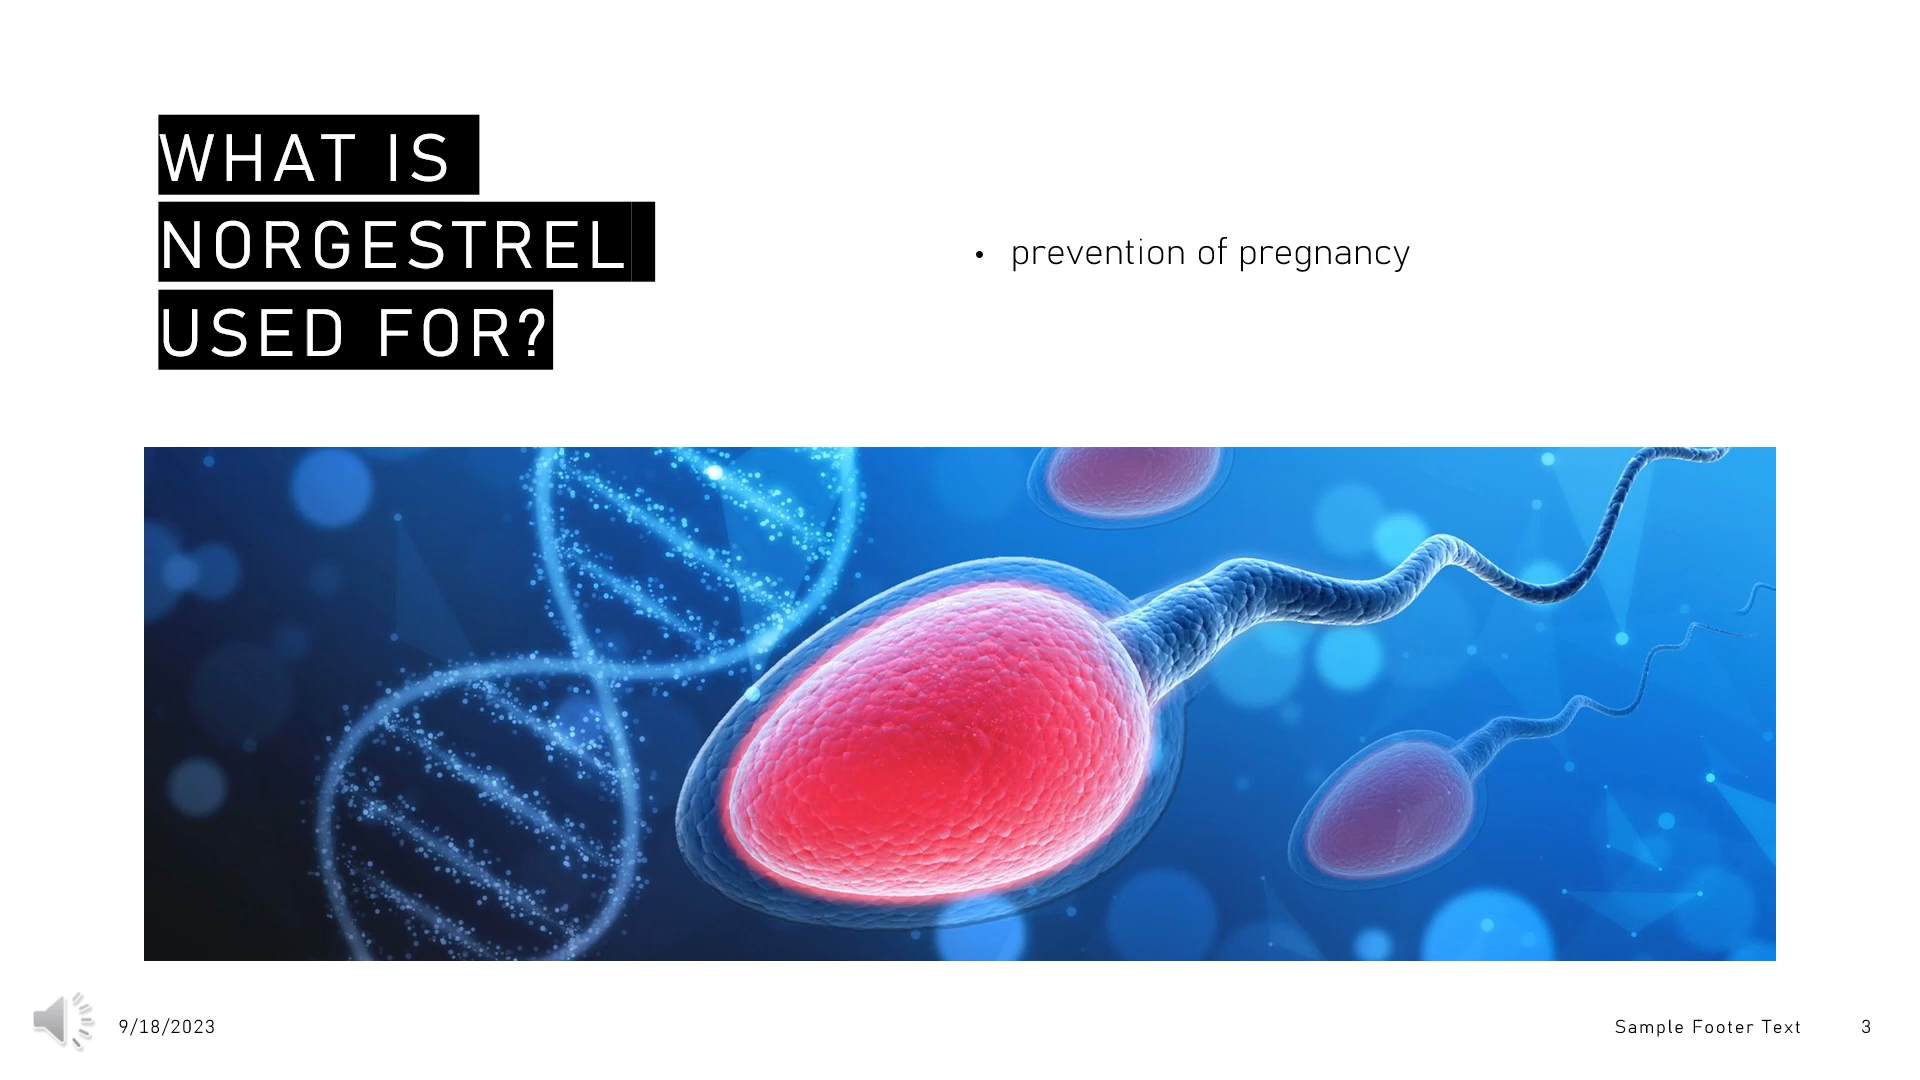 WHAT IS
NORGESTREL
USED FOR?
• prevention of pregnancy
9/18/2023
Sample Footer Text
3